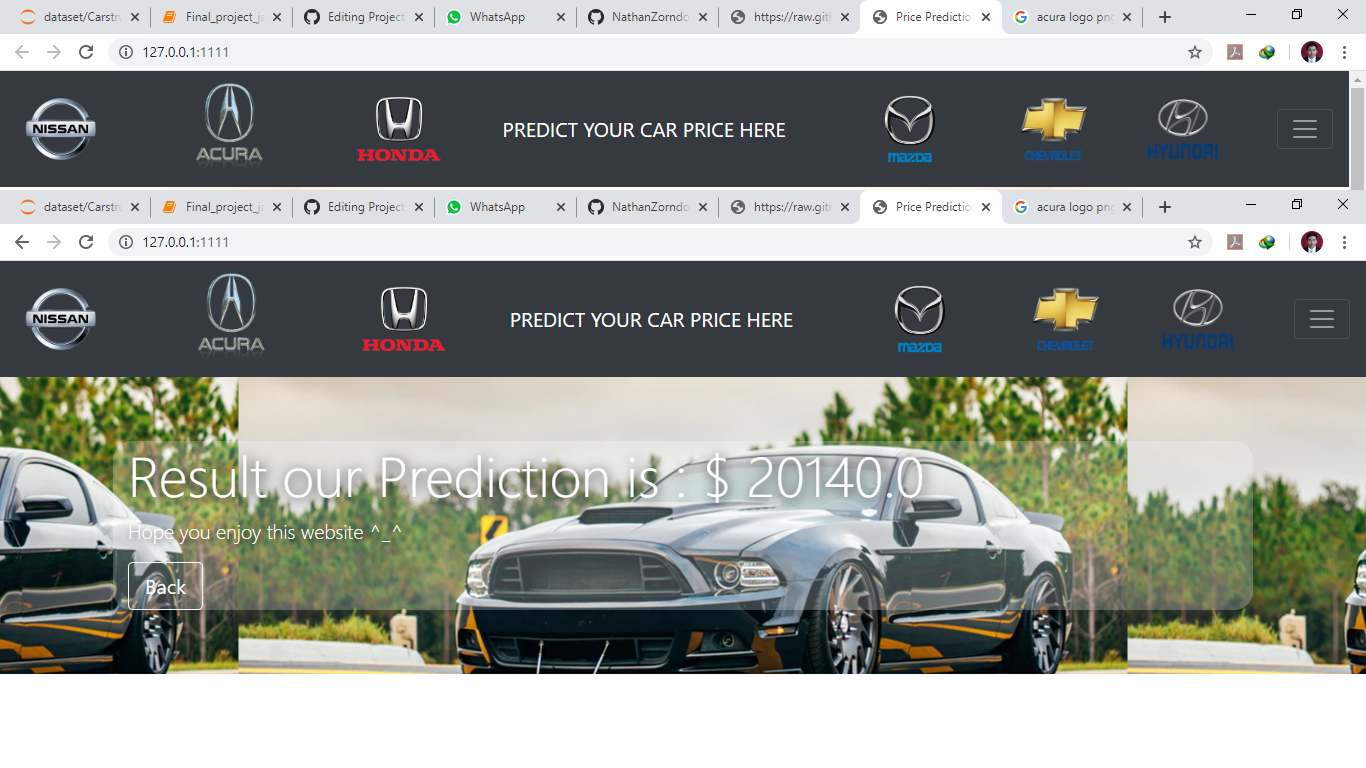 dataset/Carstru
Final_project_ja
Editing Project
WhatsApp
NathanZorndo
https://raw.gith
Price Predictio
acura logo png
127.0.0.1:1111
NISSAN
ACURA
HONDA
PREDICT YOUR CAR PRICE HERE
mazda
CHEVROLET
HYUNDAI
dataset/Carstru
Final_project_ja
Editing Project
WhatsApp
NathanZorndo
https://raw.gith
Price Predictio
acura logo png
127.0.0.1:1111
NISSAN
ACURA
HONDA
PREDICT YOUR CAR PRICE HERE
mazda
CHEVROLET
HYUNDAI
Result our Prediction is : $ 20140.0
Hope you enjoy this website ^_^
Back